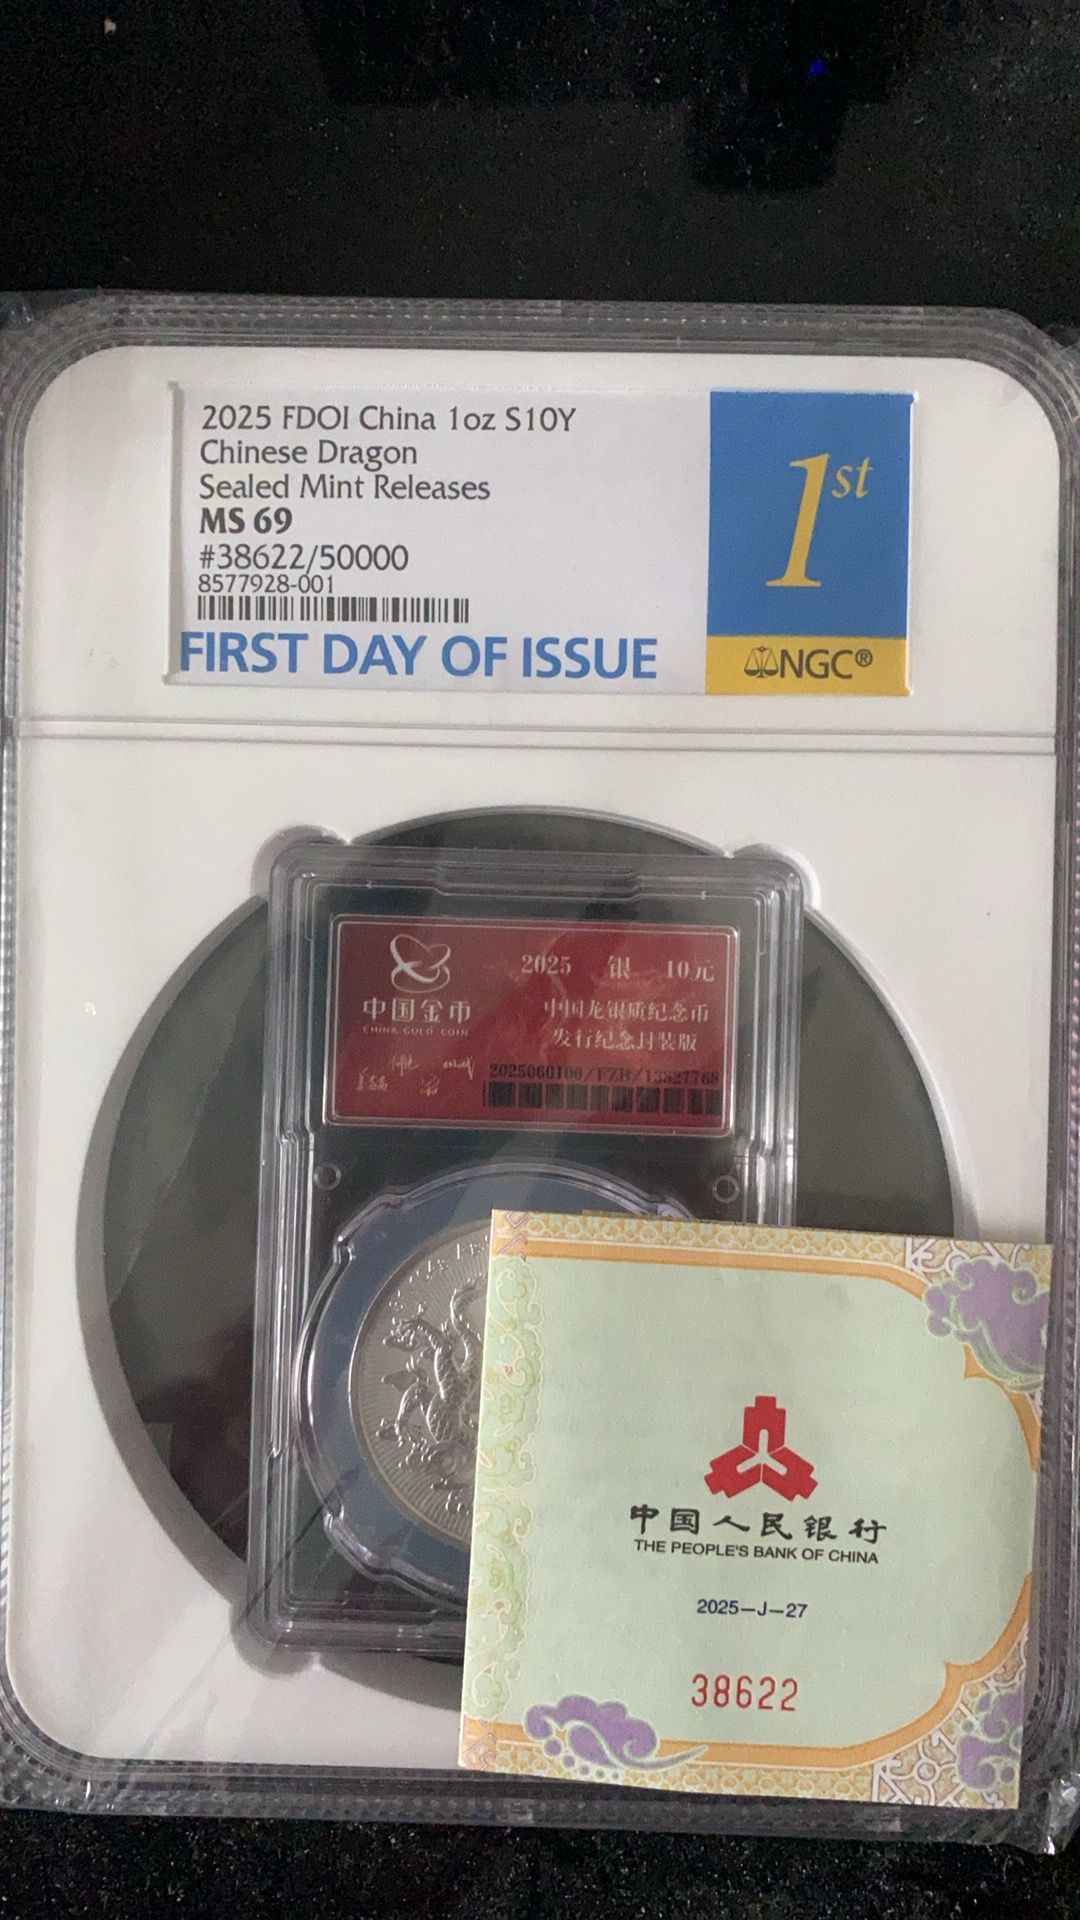 2025 FDOI China 1oz S10Y
Chinese Dragon
Sealed Mint Releases
MS 69
#38622/50000
8577928-001
FIRST DAY OF ISSUE
1st
NGC®
中国金币
CHINA GOLD COIN
2025 银 10元
中国龙银质纪念币
发行纪念封装版
2025060106/FZB/13827768
中国人民银行
THE PEOPLE'S BANK OF CHINA
2025—J—27
38622